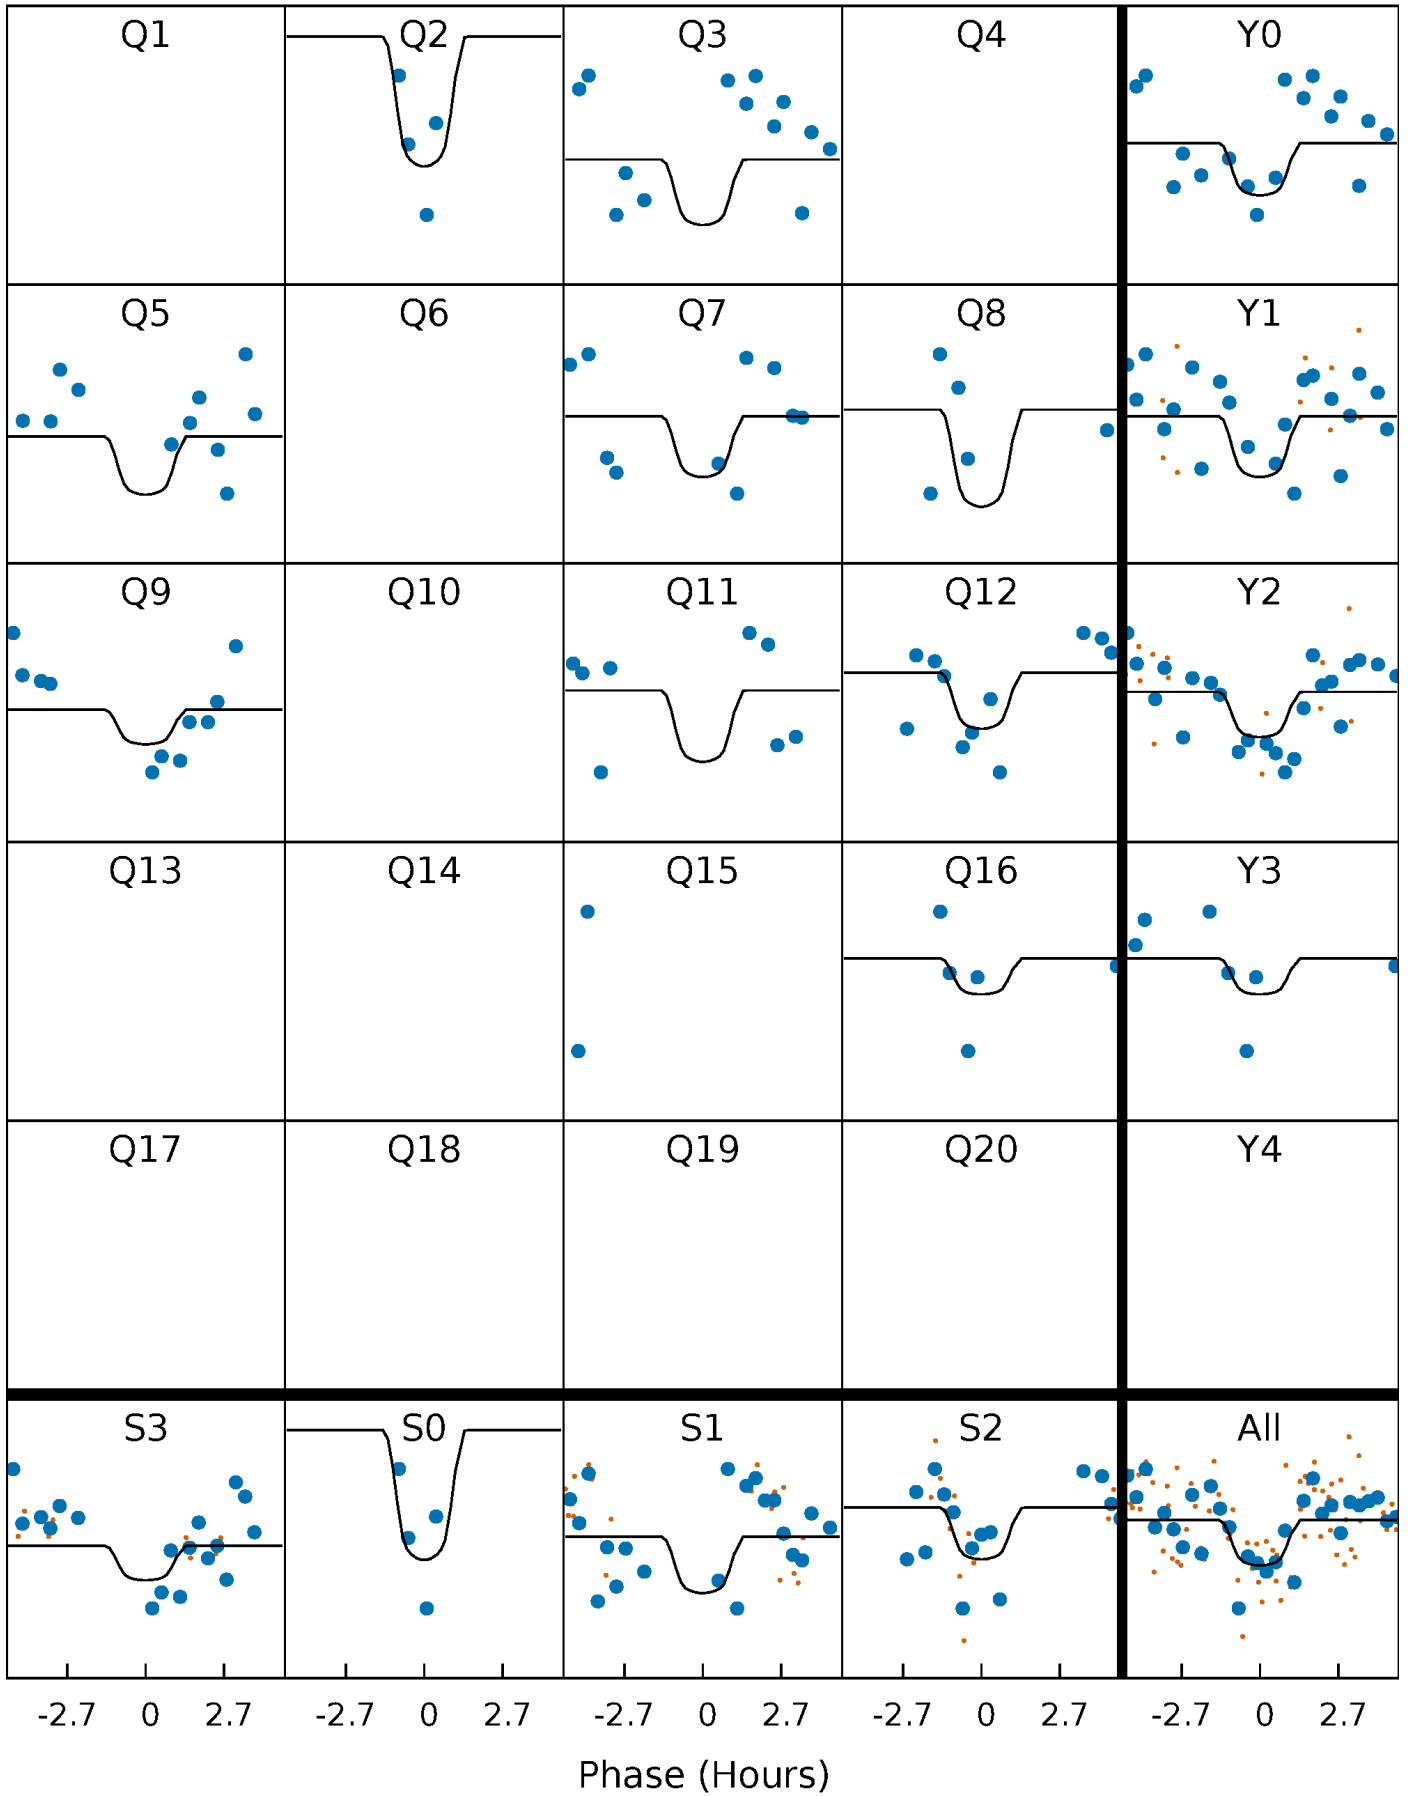 Q1 Q2 Q3 Q4 Y0
Q5 Q6 Q7 Q8 Y1
Q9 Q10 Q11 Q12 Y2
Q13 Q14 Q15 Q16 Y3
Q17 Q18 Q19 Q20 Y4
S3 S0 S1 S2 All
-2.7 0 2.7 -2.7 0 2.7 -2.7 0 2.7 -2.7 0 2.7 -2.7 0 2.7
Phase (Hours)